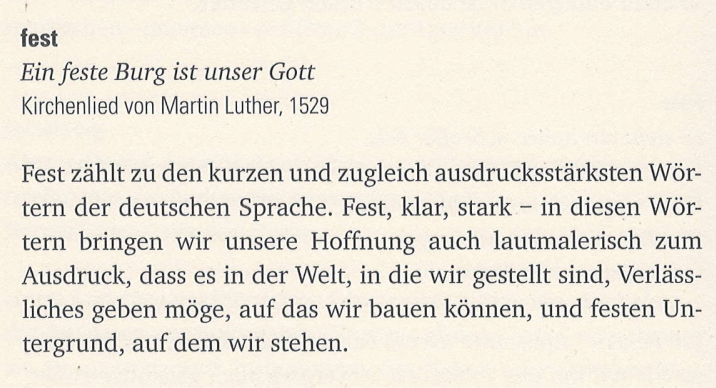 fest
Ein feste Burg ist unser Gott
Kirchenlied von Martin Luther, 1529
Fest zählt zu den kurzen und zugleich ausdrucksstärksten Wör-
tern der deutschen Sprache. Fest, klar, stark – in diesen Wör-
tern bringen wir unsere Hoffnung auch lautmalerisch zum
Ausdruck, dass es in der Welt, in die wir gestellt sind, Verläss-
liches geben möge, auf das wir bauen können, und festen Un-
tergrund, auf dem wir stehen.